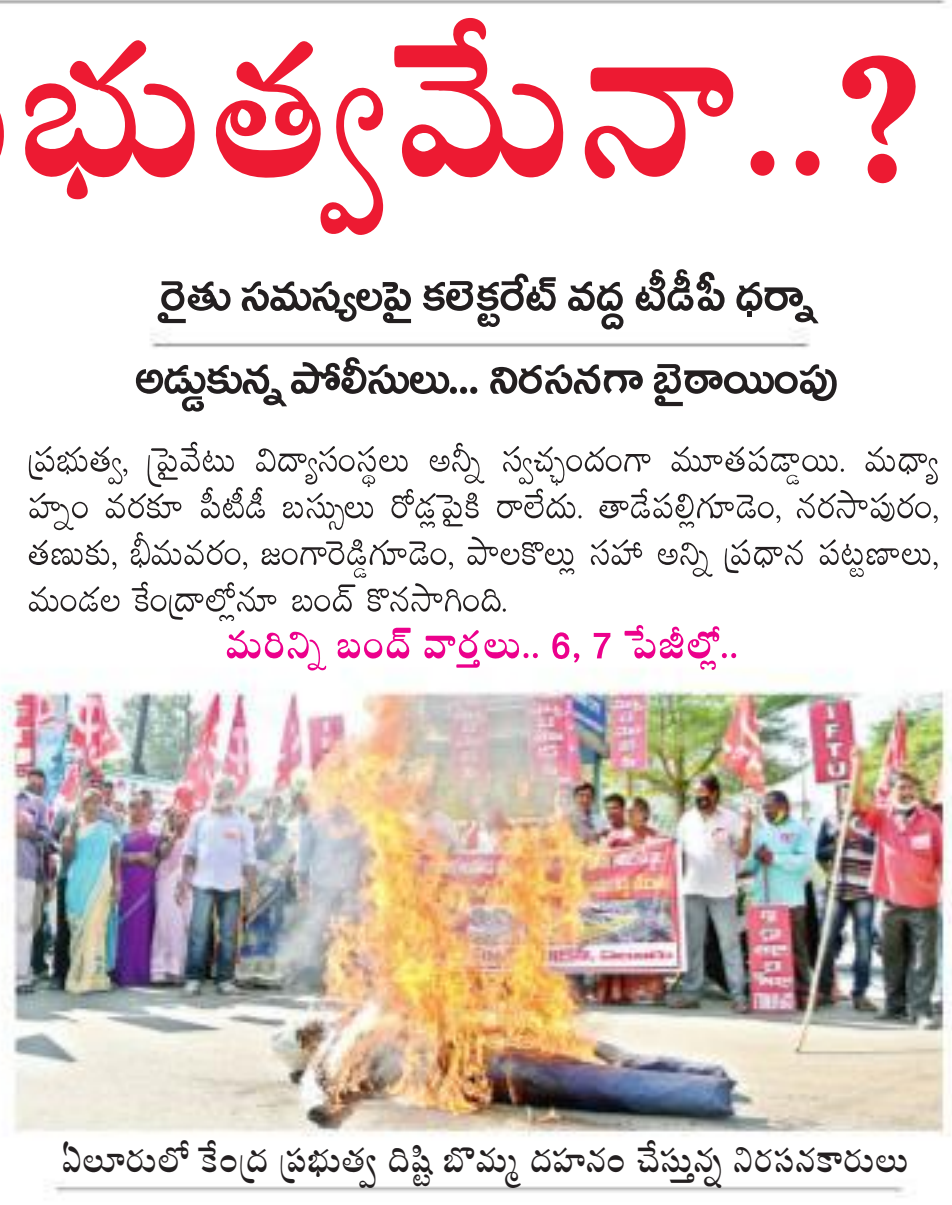 భుత్వమేనా..?
రైతు సమస్యలపై కలెక్టరేట్ వద్ద టీడీపీ ధర్నా
అడ్డుకున్న పోలీసులు... నిరసనగా బైఠాయింపు
ప్రభుత్వ, ప్రైవేటు విద్యాసంస్థలు అన్నీ స్వచ్ఛందంగా మూతపడ్డాయి. మధ్యా
హ్నం వరకూ పీటీడీ బస్సులు రోడ్లపైకి రాలేదు. తాడేపల్లిగూడెం, నరసాపురం,
తణుకు, భీమవరం, జంగారెడ్డిగూడెం, పాలకొల్లు సహా అన్ని ప్రధాన పట్టణాలు,
మండల కేంద్రాల్లోనూ బంద్ కొనసాగింది.
మరిన్ని బంద్ వార్తలు.. 6, 7 పేజీల్లో..
IFTU
ఏలూరులో కేంద్ర ప్రభుత్వ దిష్టి బొమ్మ దహనం చేస్తున్న నిరసనకారులు